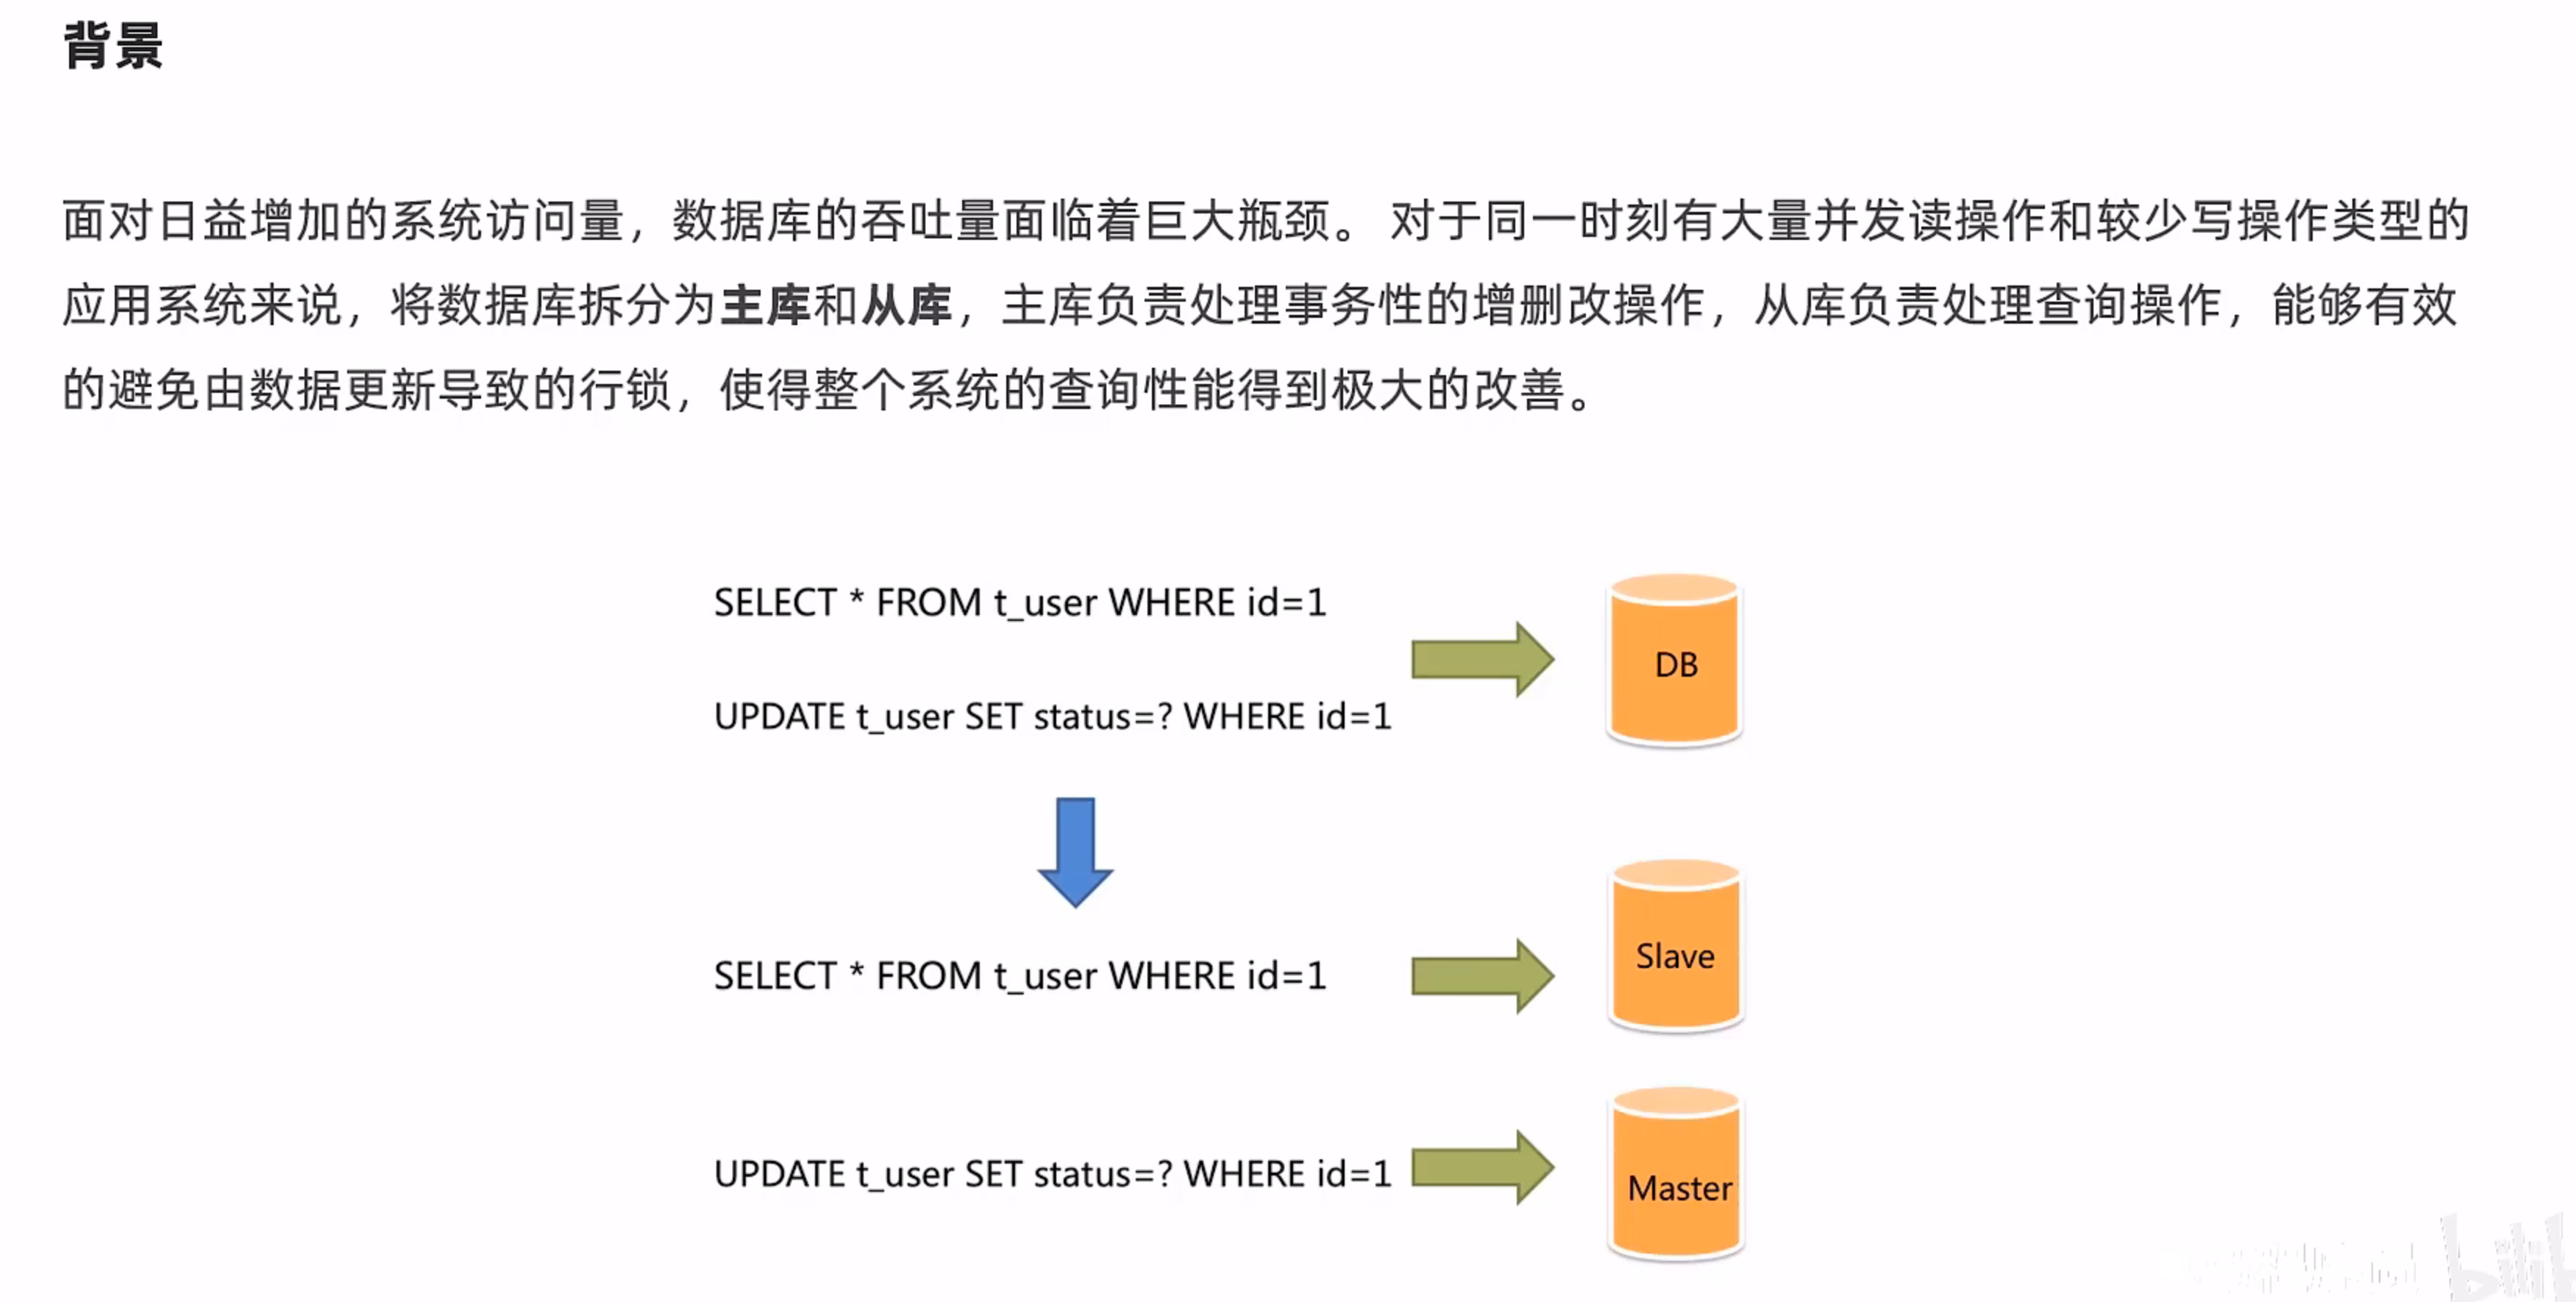 背景
面对日益增加的系统访问量，数据库的吞吐量面临着巨大瓶颈。 对于同一时刻有大量并发读操作和较少写操作类型的
应用系统来说，将数据库拆分为主库和从库，主库负责处理事务性的增删改操作，从库负责处理查询操作，能够有效
的避免由数据更新导致的行锁，使得整个系统的查询性能得到极大的改善。
SELECT * FROM t_user WHERE id=1
DB
UPDATE t_user SET status=? WHERE id=1
SELECT * FROM t_user WHERE id=1
Slave
UPDATE t_user SET status=? WHERE id=1
Master